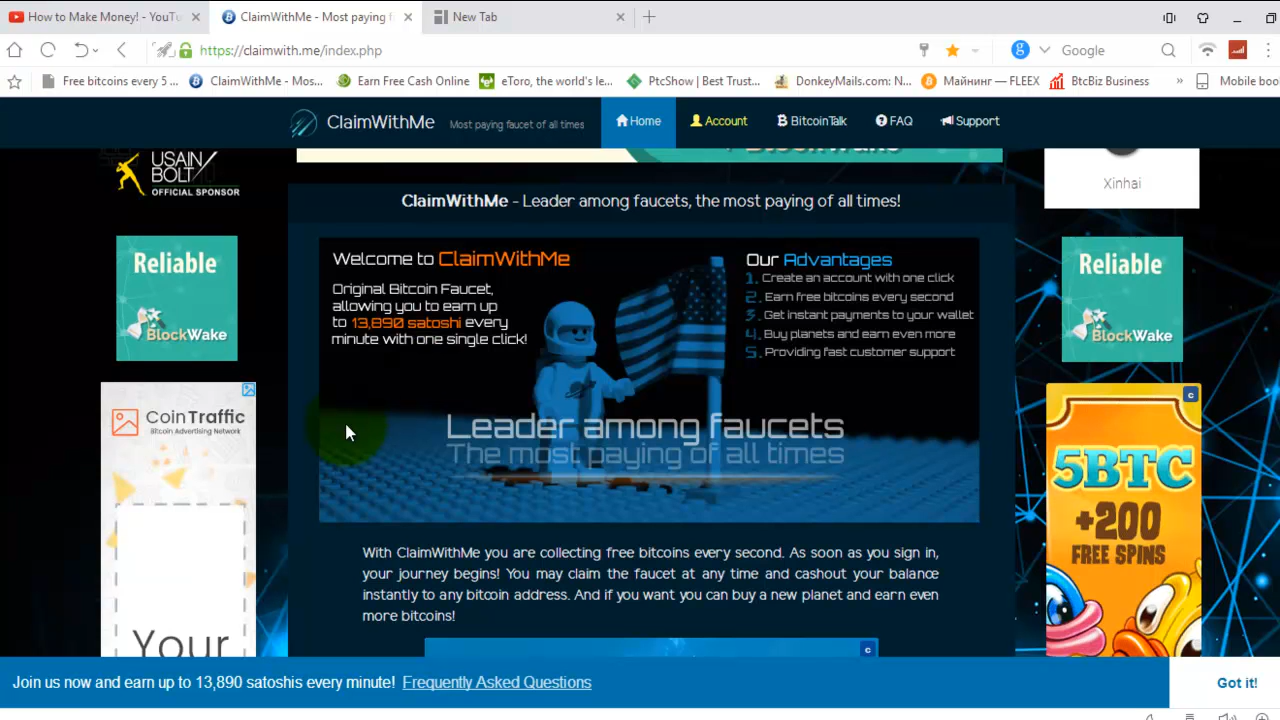 How to Make Money! - YouTu
ClaimWithMe - Most paying f
New Tab
https://claimwith.me/index.php
Google
Free bitcoins every 5 ...
ClaimWithMe - Mos...
Earn Free Cash Online
eToro, the world's le...
PtcShow | Best Trust...
DonkeyMails.com: N...
Майнинг — FLEEX
BtcBiz Business
Mobile boo
ClaimWithMe
Most paying faucet of all times
Home
Account
BitcoinTalk
FAQ
Support
USAIN
BOLT
OFFICIAL SPONSOR
BlockWake
Xinhai
ClaimWithMe - Leader among faucets, the most paying of all times!
Reliable
BlockWake
Welcome to ClaimWithMe
Original Bitcoin Faucet,
allowing you to earn up
to 13,890 satoshi every
minute with one single click!
Our Advantages
1. Create an account with one click
2. Earn free bitcoins every second
3. Get instant payments to your wallet
4. Buy planets and earn even more
5. Providing fast customer support
Leader among faucets
The most paying of all times
Reliable
BlockWake
CoinTraffic
Bitcoin Advertising Network
Your
5BTC
+200
FREE SPINS
With ClaimWithMe you are collecting free bitcoins every second. As soon as you sign in,
your journey begins! You may claim the faucet at any time and cashout your balance
instantly to any bitcoin address. And if you want you can buy a new planet and earn even
more bitcoins!
Join us now and earn up to 13,890 satoshis every minute! Frequently Asked Questions
Got it!